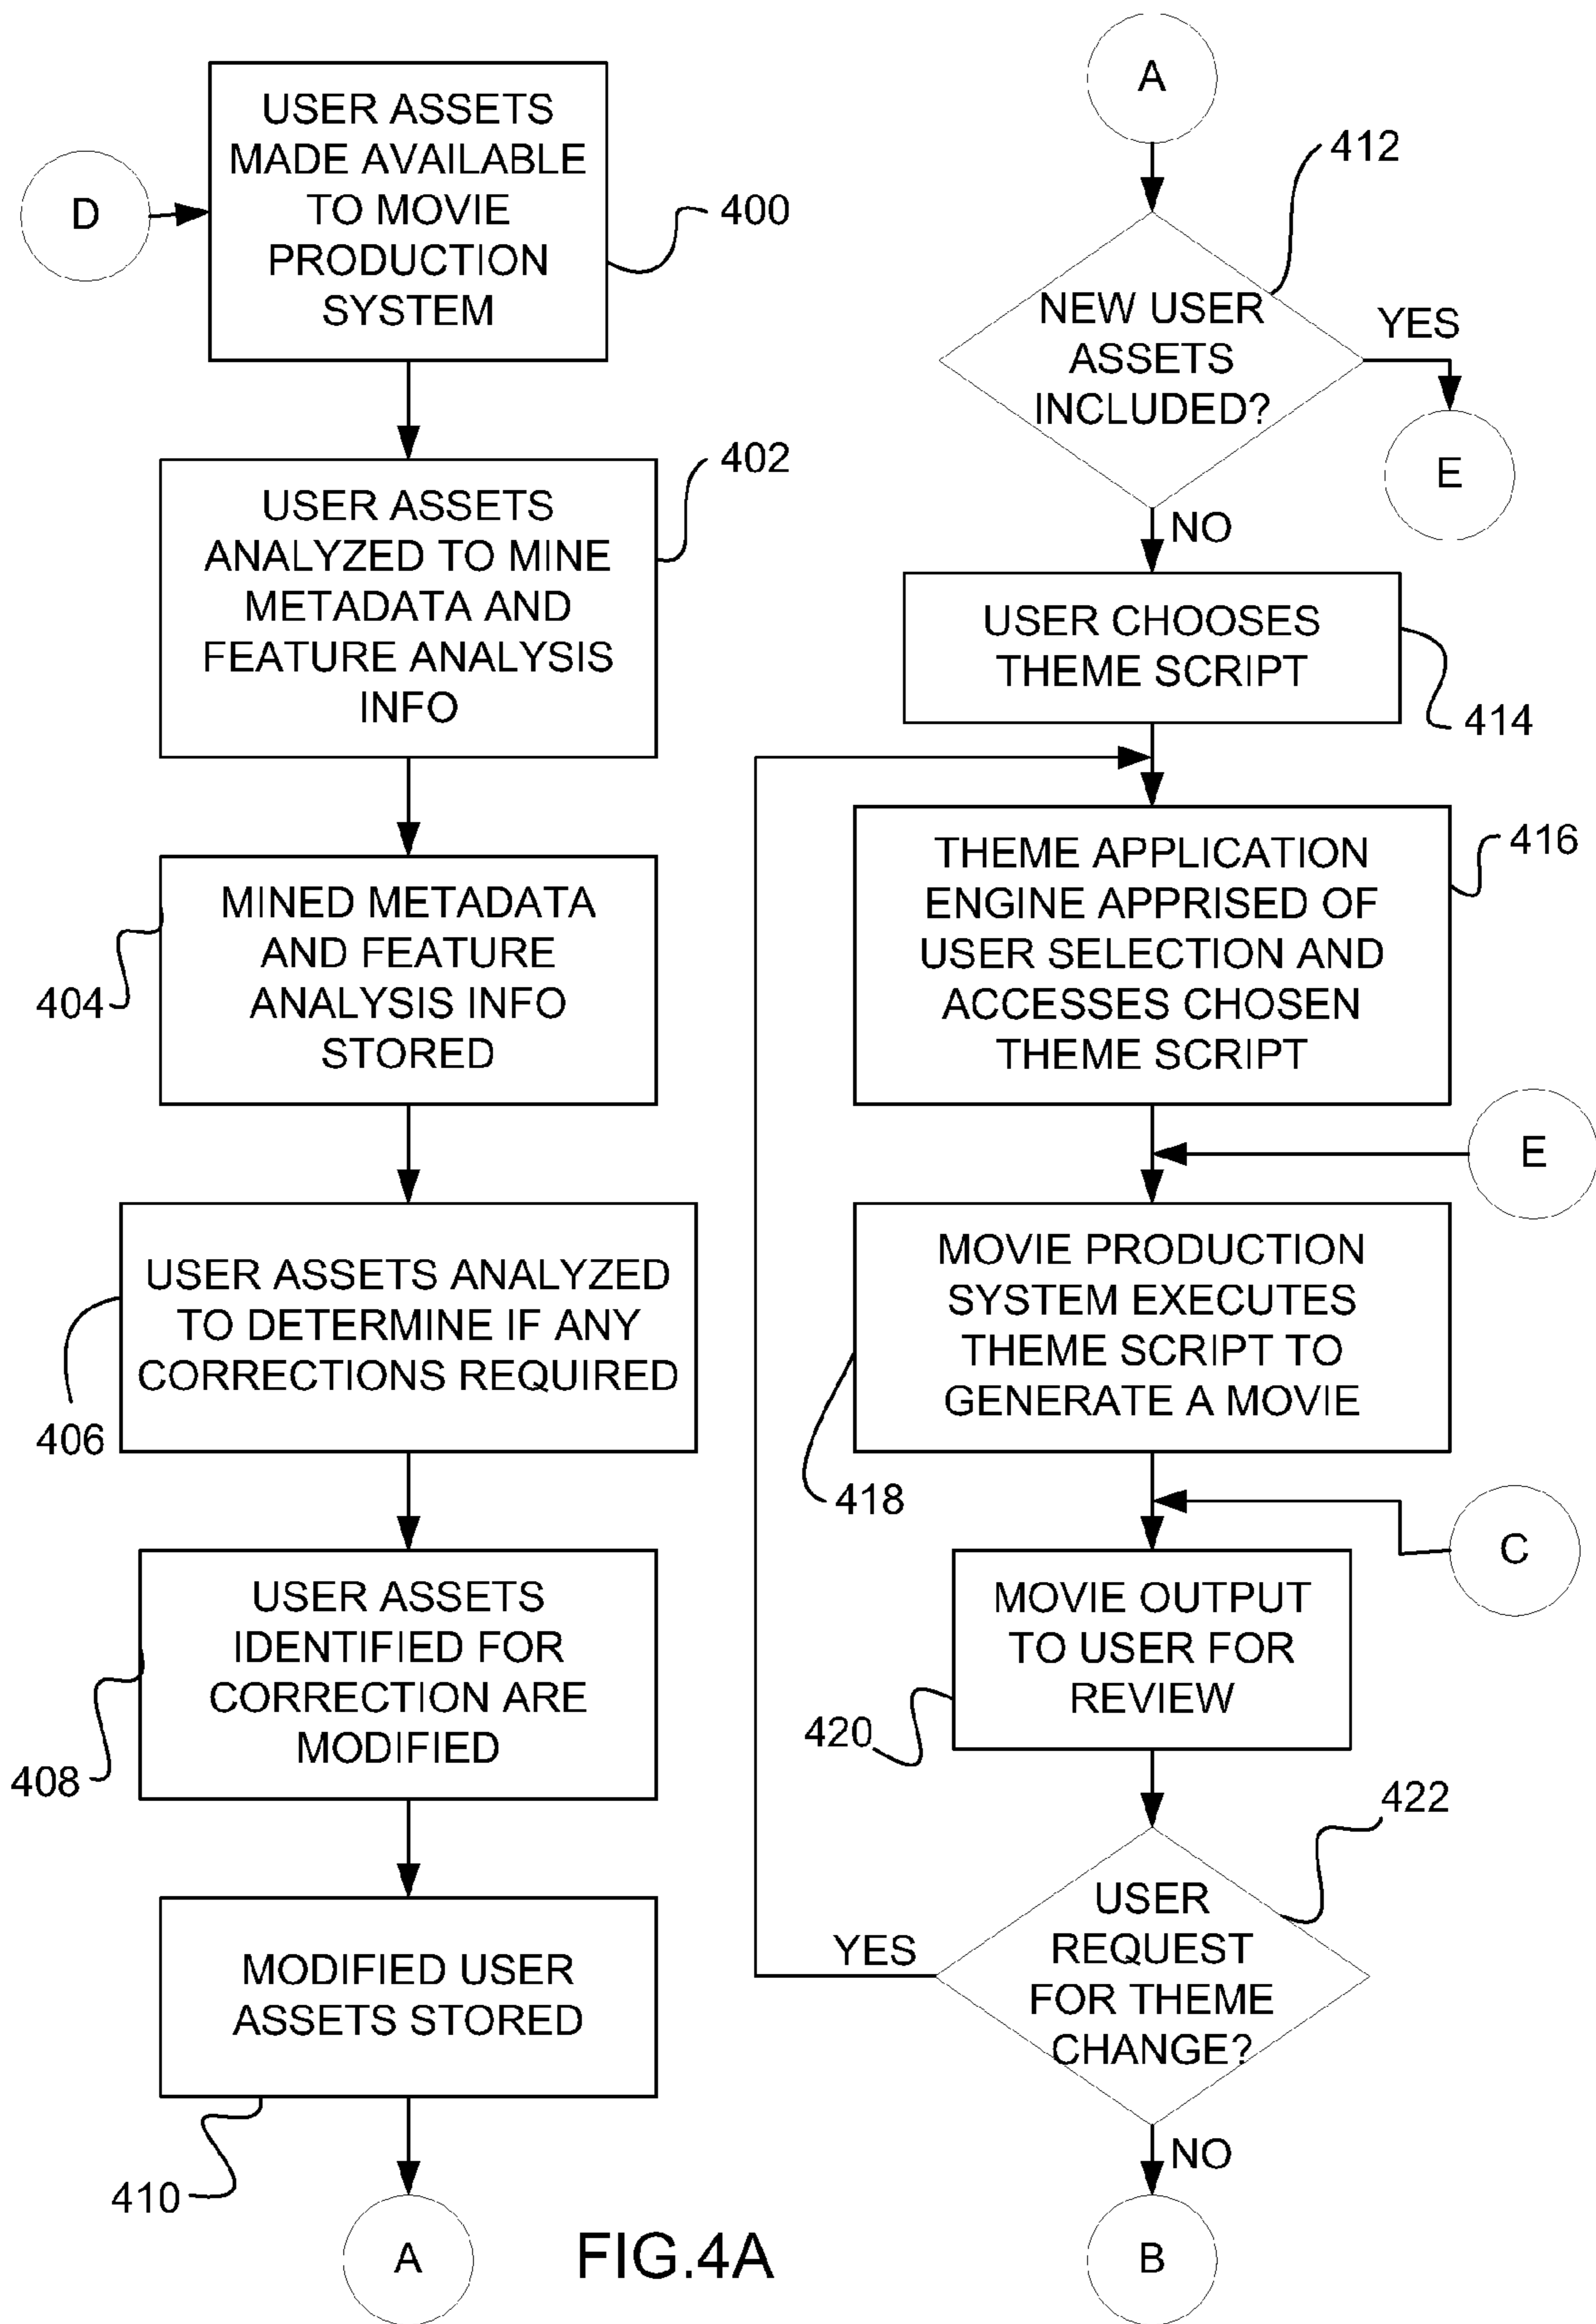 D
USER ASSETS
MADE AVAILABLE
TO MOVIE
PRODUCTION
SYSTEM
400
USER ASSETS
ANALYZED TO MINE
METADATA AND
FEATURE ANALYSIS
INFO
402
MINED METADATA
AND FEATURE
ANALYSIS INFO
STORED
404
USER ASSETS ANALYZED
TO DETERMINE IF ANY
CORRECTIONS REQUIRED
406
USER ASSETS
IDENTIFIED FOR
CORRECTION ARE
MODIFIED
408
MODIFIED USER
ASSETS STORED
410
A
A
412
NEW USER
ASSETS
INCLUDED?
YES
E
NO
USER CHOOSES
THEME SCRIPT
414
THEME APPLICATION
ENGINE APPRISED OF
USER SELECTION AND
ACCESSES CHOSEN
THEME SCRIPT
416
E
MOVIE PRODUCTION
SYSTEM EXECUTES
THEME SCRIPT TO
GENERATE A MOVIE
418
C
MOVIE OUTPUT
TO USER FOR
REVIEW
420
422
USER
REQUEST
FOR THEME
CHANGE?
YES
NO
B
FIG.4A